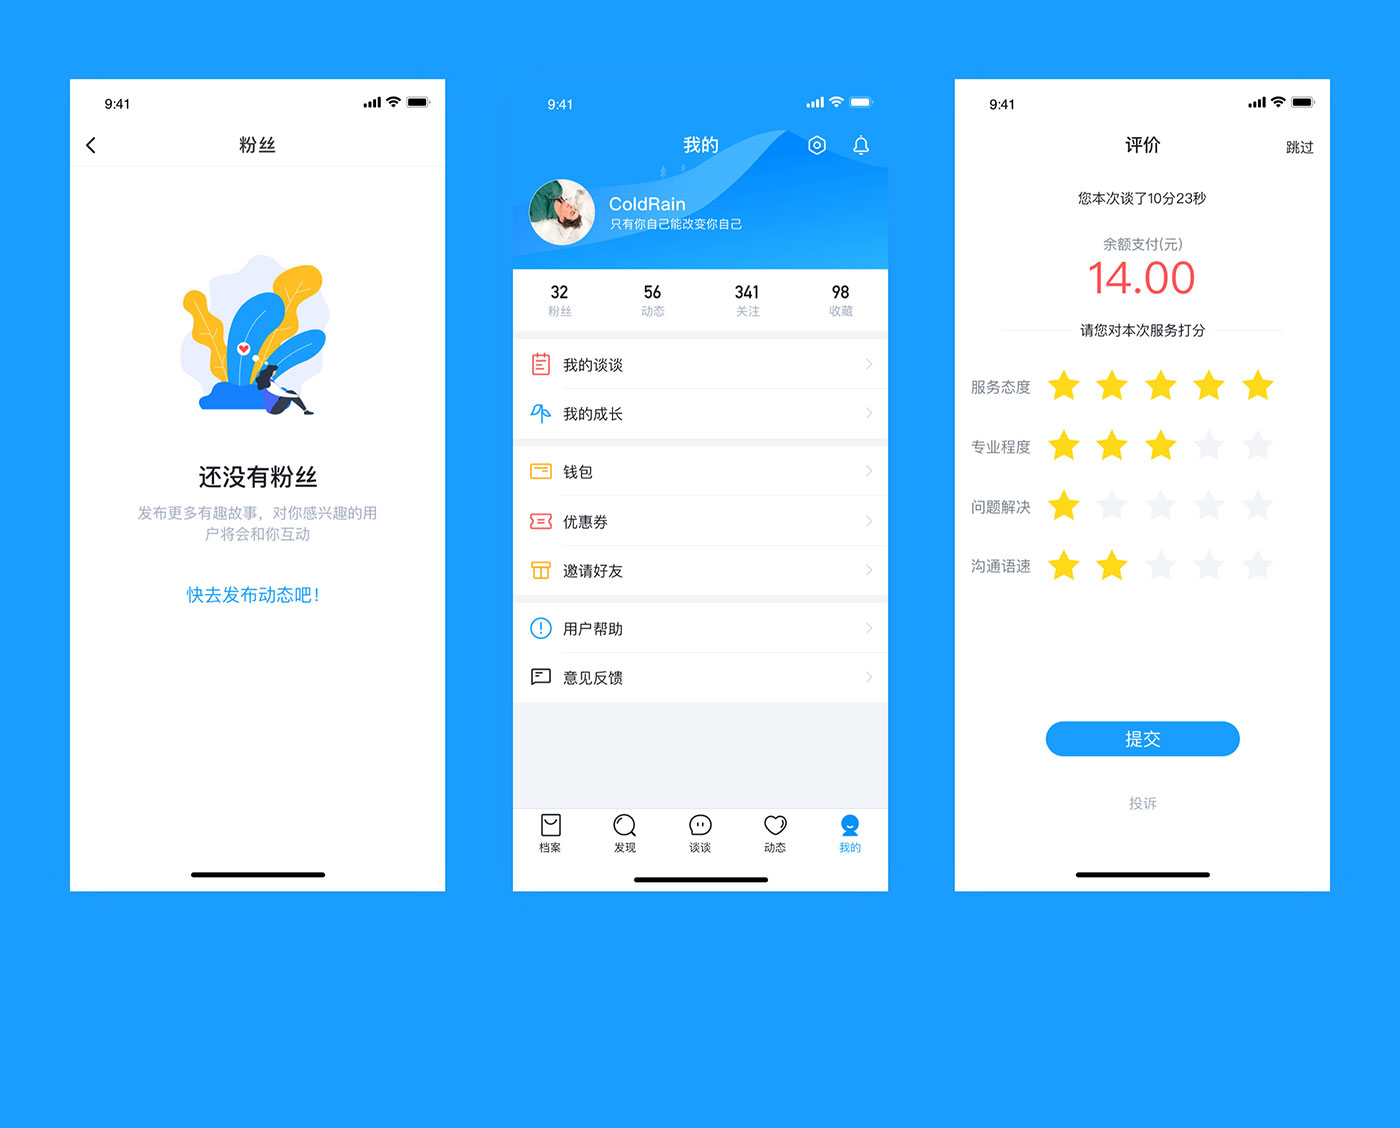 9:41
粉丝
还没有粉丝
发布更多有趣故事，对你感兴趣的用
户将会和你互动
快去发布动态吧！
9:41
我的
ColdRain
只有你自己能改变你自己
32 56 341 98
粉丝 动态 关注 收藏
我的谈谈
我的成长
钱包
优惠券
邀请好友
用户帮助
意见反馈
档案 发现 谈谈 动态 我的
9:41
评价 跳过
您本次谈了10分23秒
余额支付(元)
14.00
请您对本次服务打分
服务态度
专业程度
问题解决
沟通语速
提交
投诉